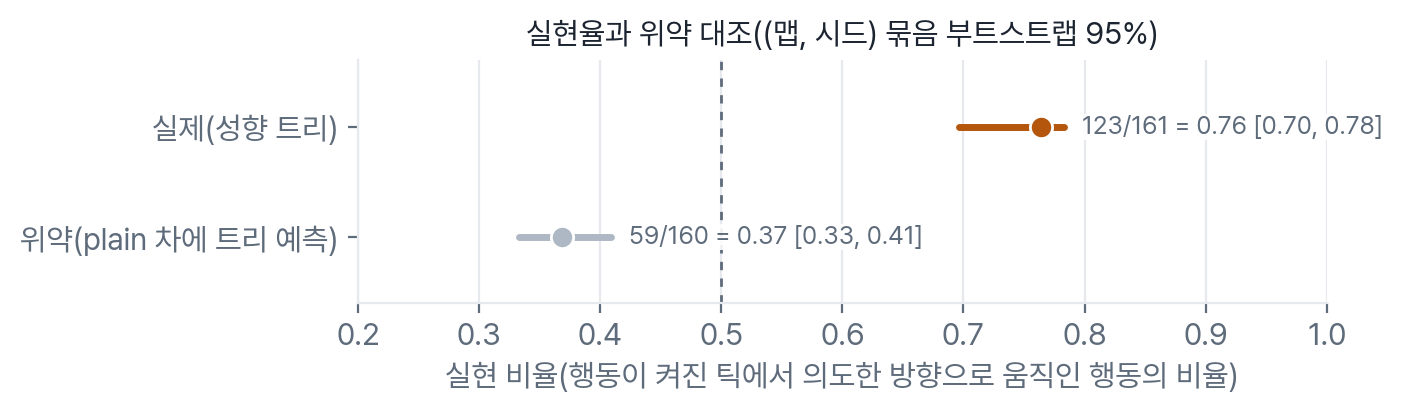 실현율과 위약 대조((맵, 시드) 묶음 부트스트랩 95%)
실제(성향 트리)
123/161 = 0.76 [0.70, 0.78]
위약(plain 차에 트리 예측)
59/160 = 0.37 [0.33, 0.41]
0.2 0.3 0.4 0.5 0.6 0.7 0.8 0.9 1.0
실현 비율(행동이 켜진 틱에서 의도한 방향으로 움직인 행동의 비율)